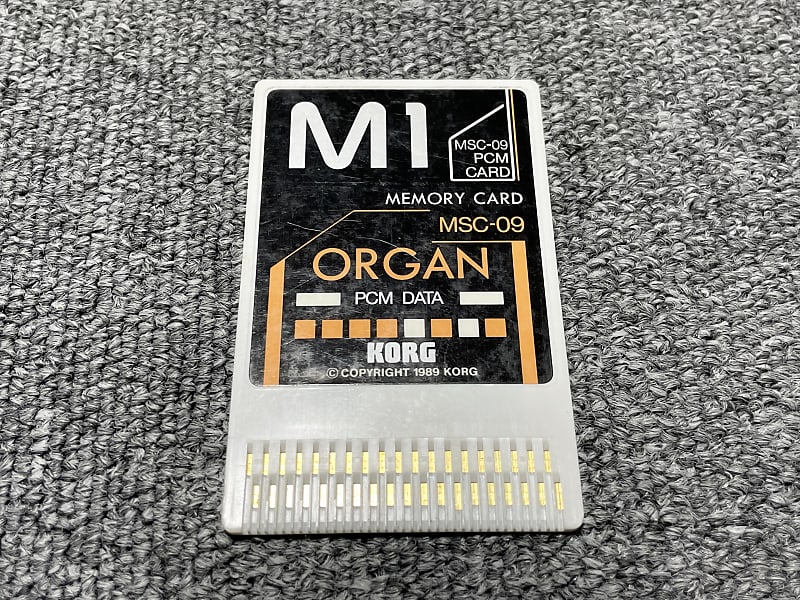 M1
MSC-09
PCM
CARD
MEMORY CARD
MSC-09
ORGAN
PCM DATA
KORG
© COPYRIGHT 1989 KORG